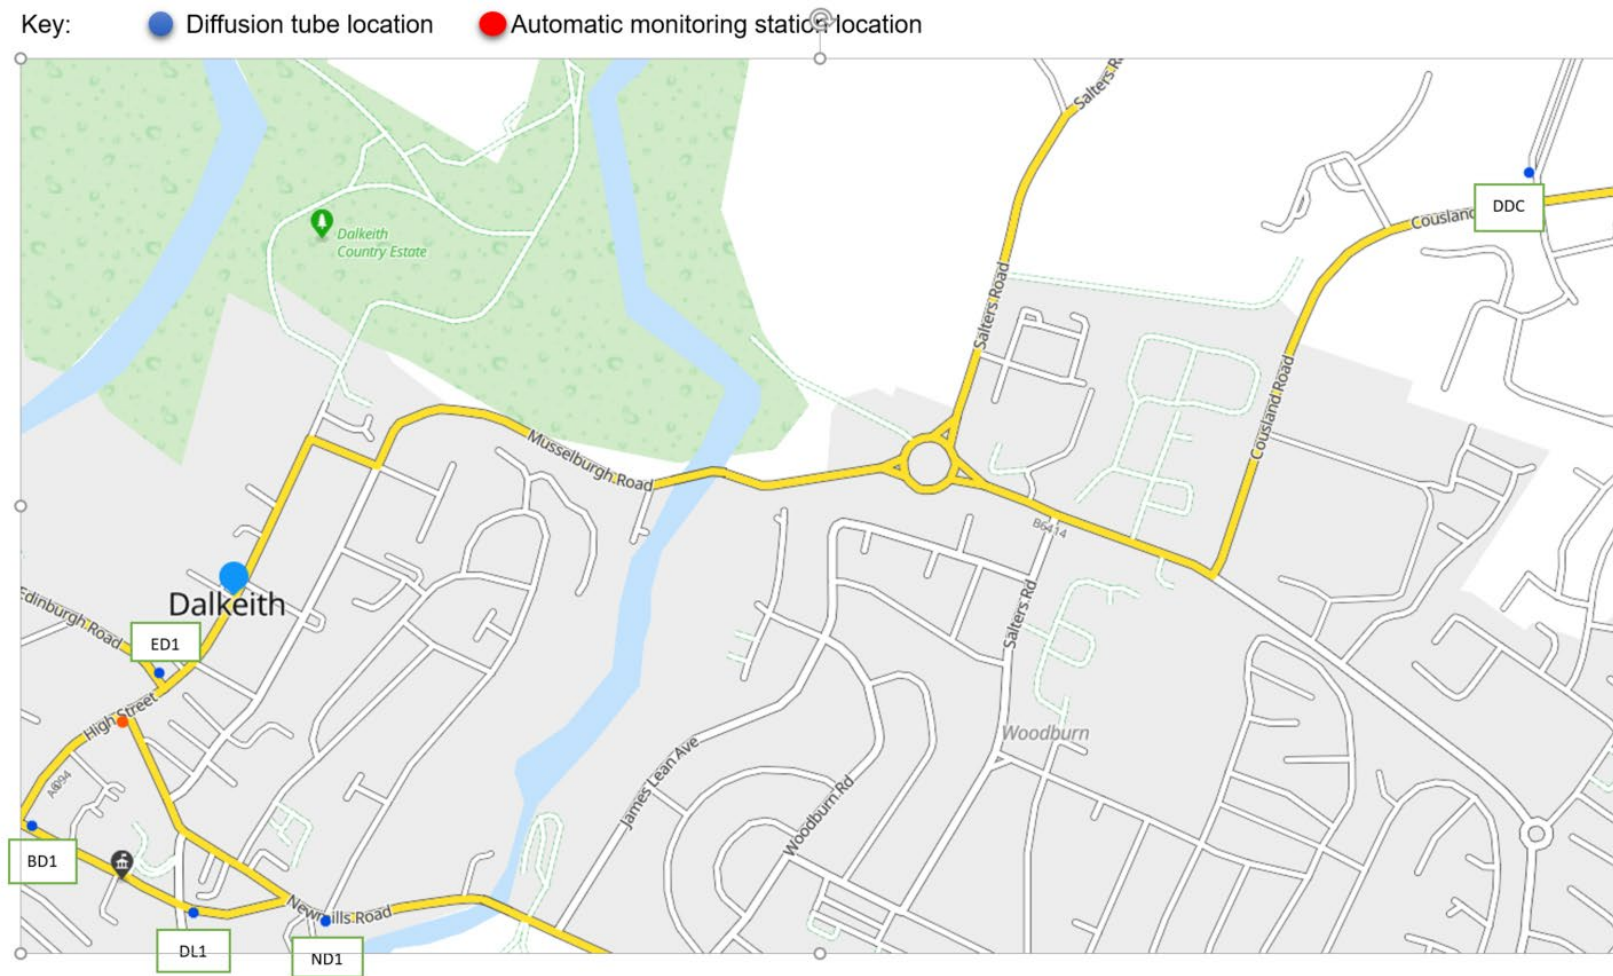 Key: Diffusion tube location Automatic monitoring station location
Salters R
DDC
Cousland
Dalkeith
Country Estate
Salters Road
Cousland Road
Musselburgh Road
B6414
Dalkeith
Edinburgh Road
ED1
Salters Rd
High Street
Woodburn
A6094
James Lean Ave
Woodburn Rd
BD1
Newmills Road
DL1
ND1